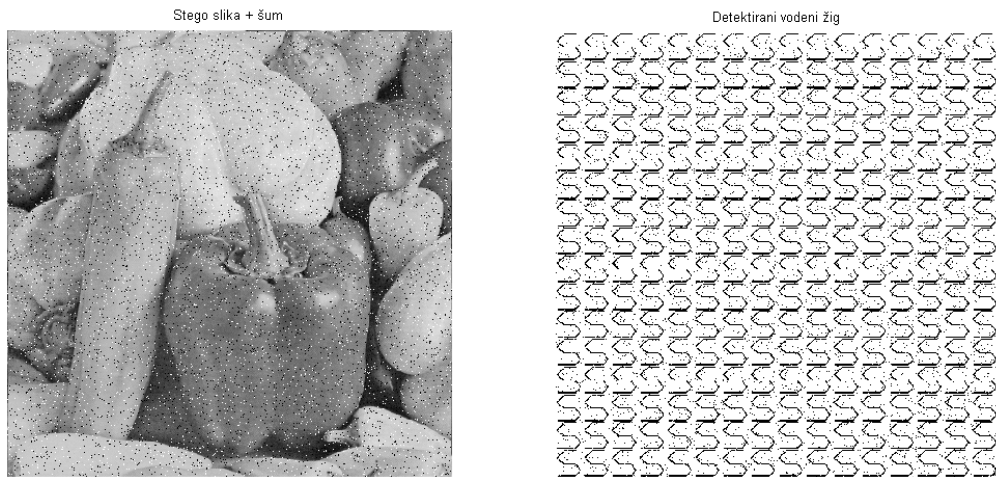 Stego slika + šum
Detektirani vodeni žig